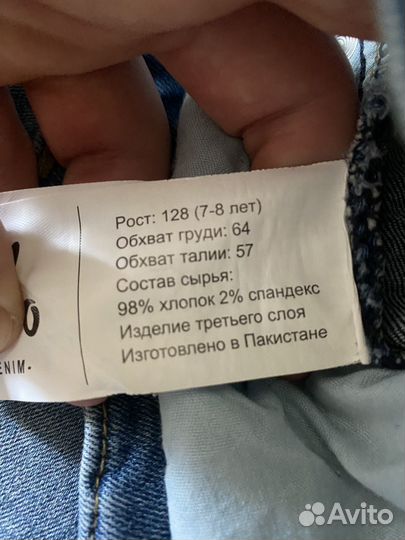 Рост: 128 (7-8 лет)
Обхват груди: 64
Обхват талии: 57
Состав сырья:
98% хлопок 2% спандекс
Изделие третьего слоя
Изготовлено в Пакистане
ENIM·
Avito